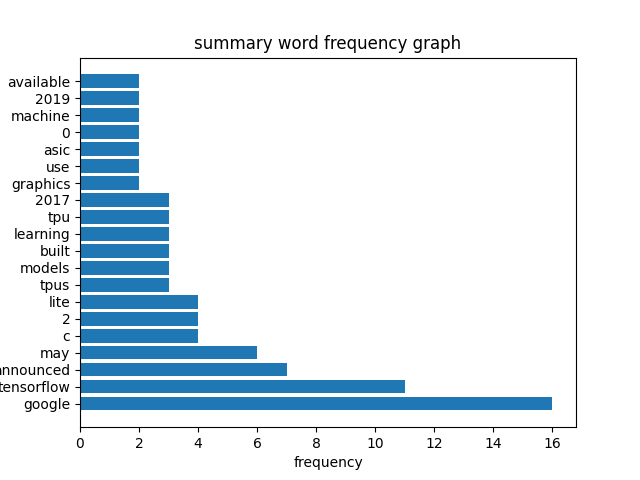 summary word frequency graph
available
2019
machine
0
asic
use
graphics
2017
tpu
learning
built
models
tpus
lite
2
c
may
announced
tensorflow
google
0 2 4 6 8 10 12 14 16
frequency